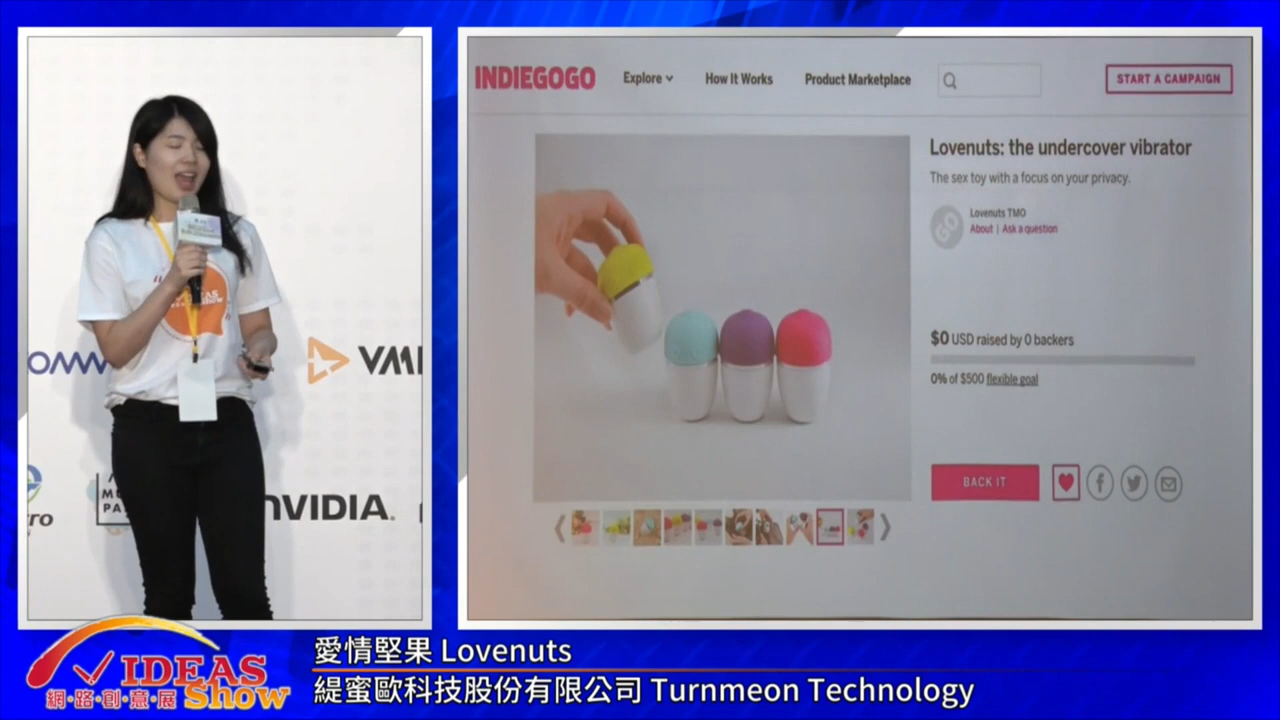 INDIEGOGO
Explore
How It Works
Product Marketplace
START A CAMPAIGN
Lovenuts: the undercover vibrator
The sex toy with a focus on your privacy.
GO
Lovenuts TMO
About | Ask a question
$0 USD raised by 0 backers
0% of $500 flexible goal
BACK IT
VM
NVIDIA.
IDEAS
Show
網·路·創·意·展
愛情堅果 Lovenuts
緹蜜歐科技股份有限公司 Turnmeon Technology